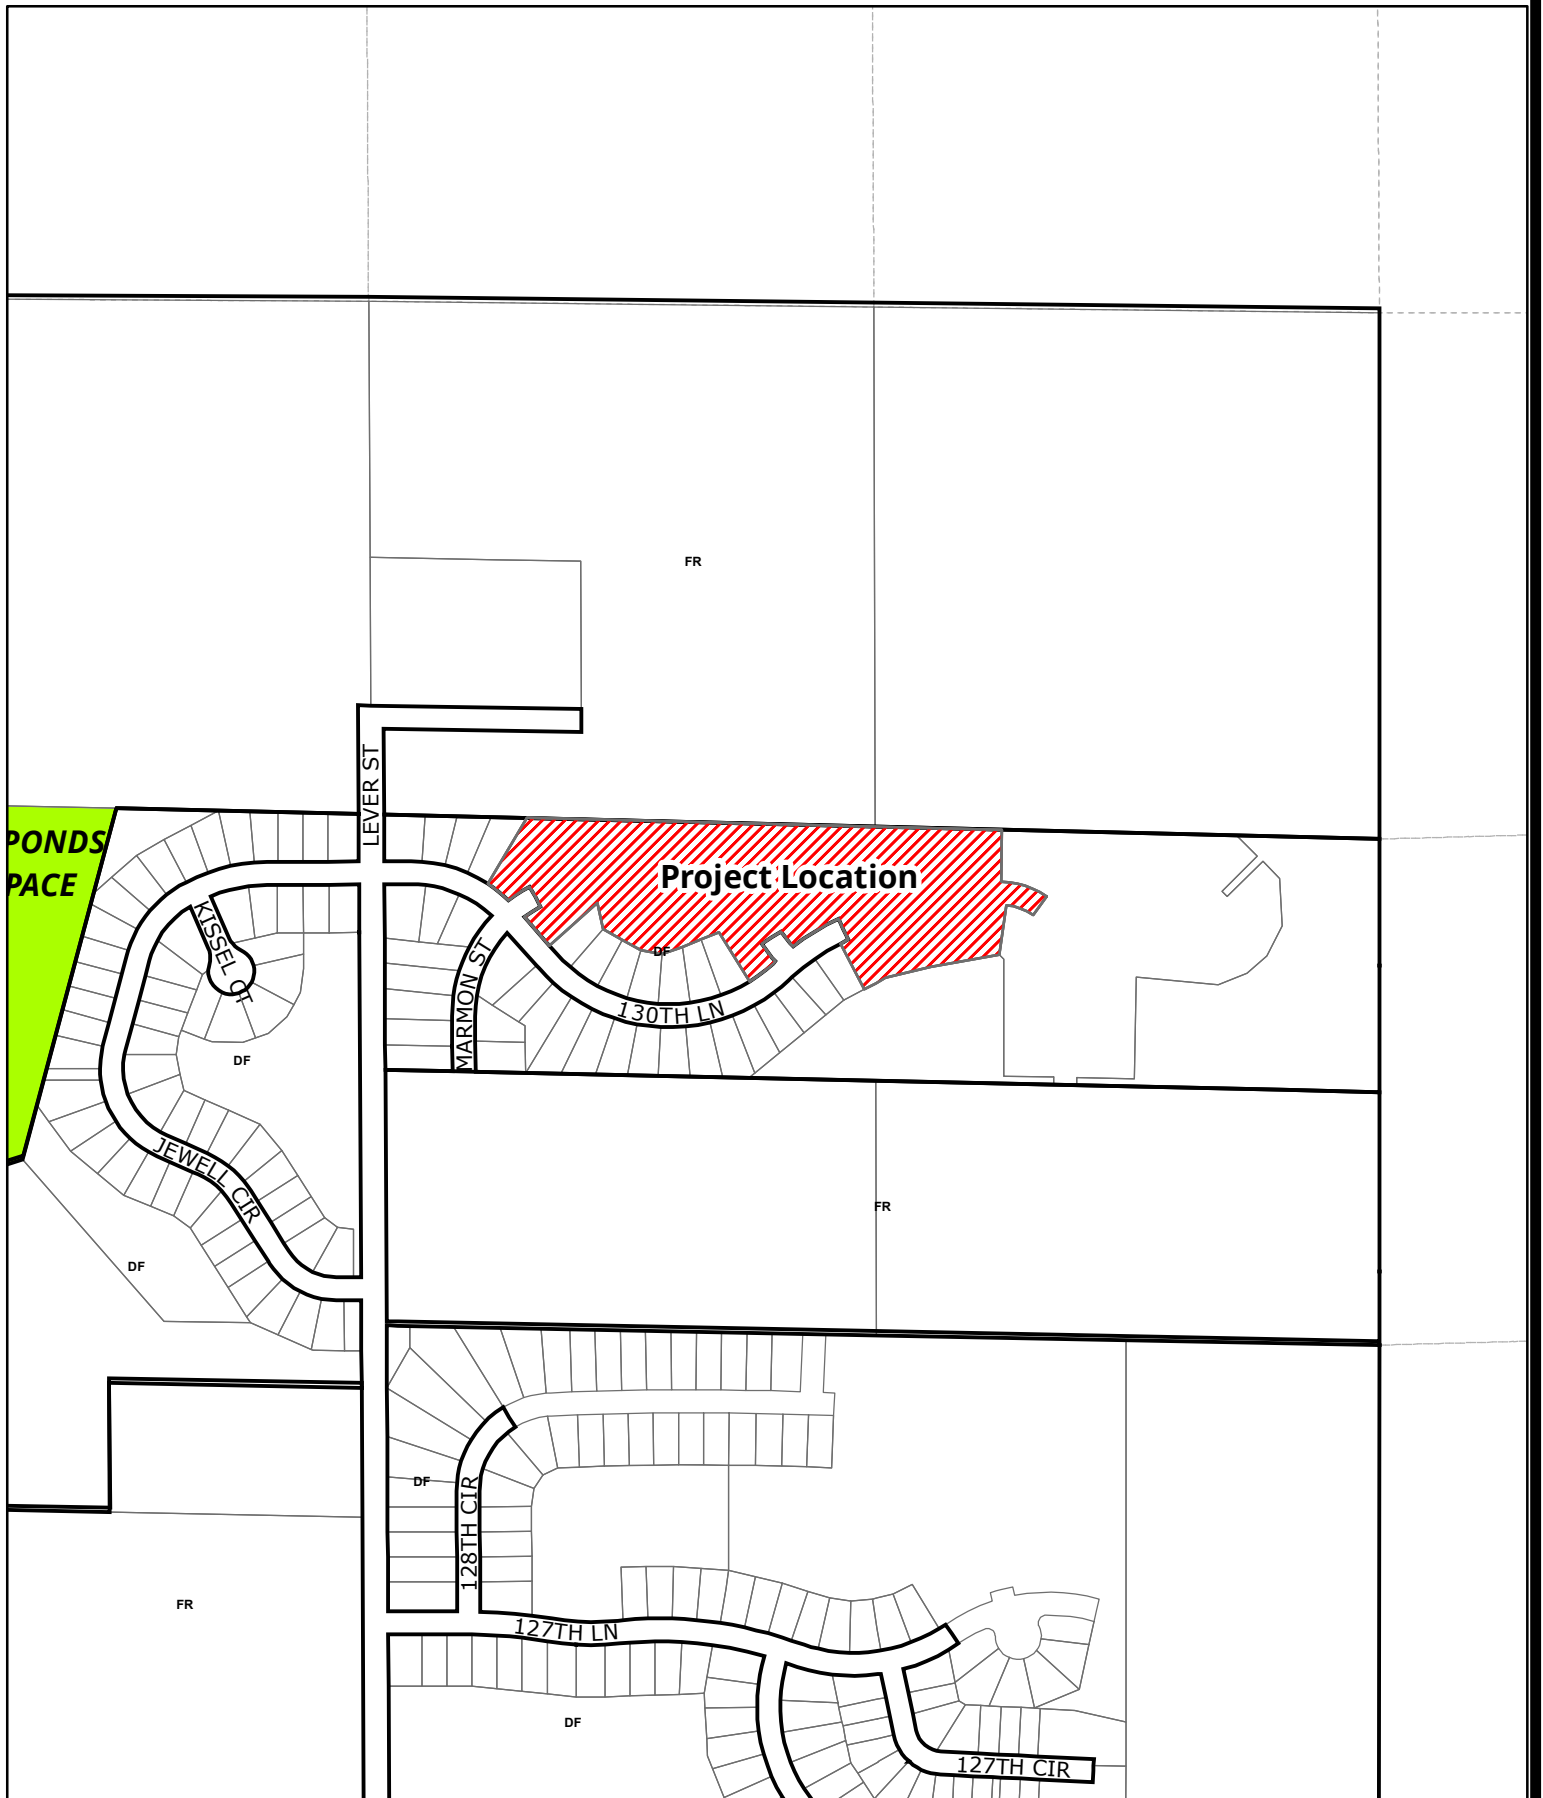 FR
LEVER ST
PONDS
PACE
Project Location
KISSEL CT
DF
MARMON ST
130TH LN
DF
JEWELL CIR
FR
DF
DF
128TH CIR
FR
127TH LN
DF
127TH CIR